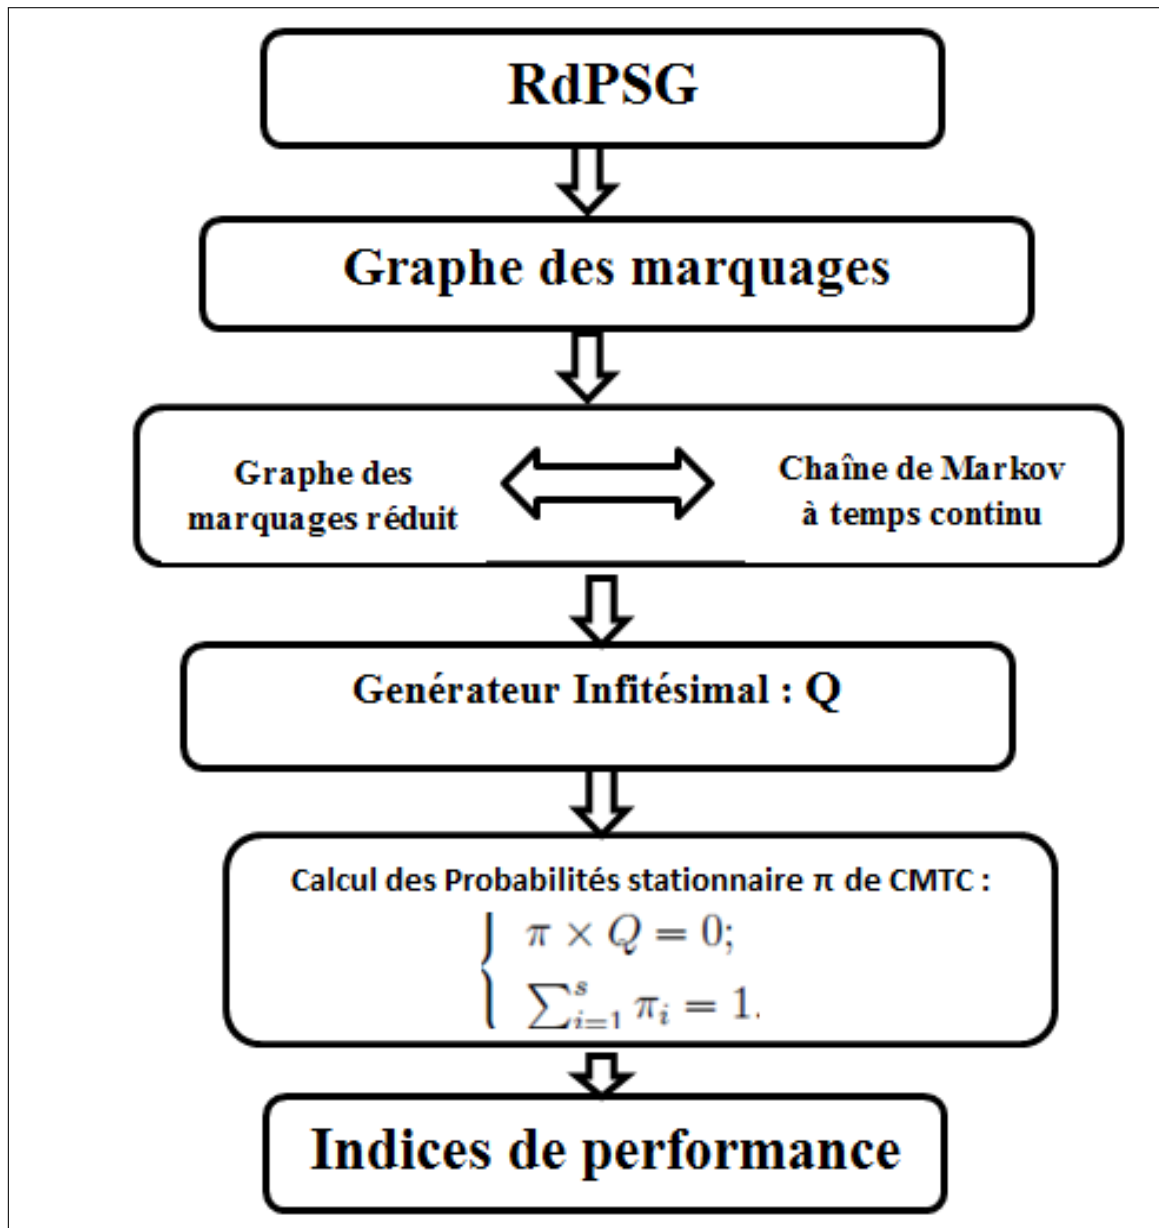 RdPSG
Graphe des marquages
Graphe des
marquages réduit
Chaîne de Markov
à temps continu
Genérateur Infitésimal : Q
Calcul des Probabilités stationnaire π de CMTC :
π × Q = 0;
∑_{i=1}^{s} π_i = 1.
Indices de performance